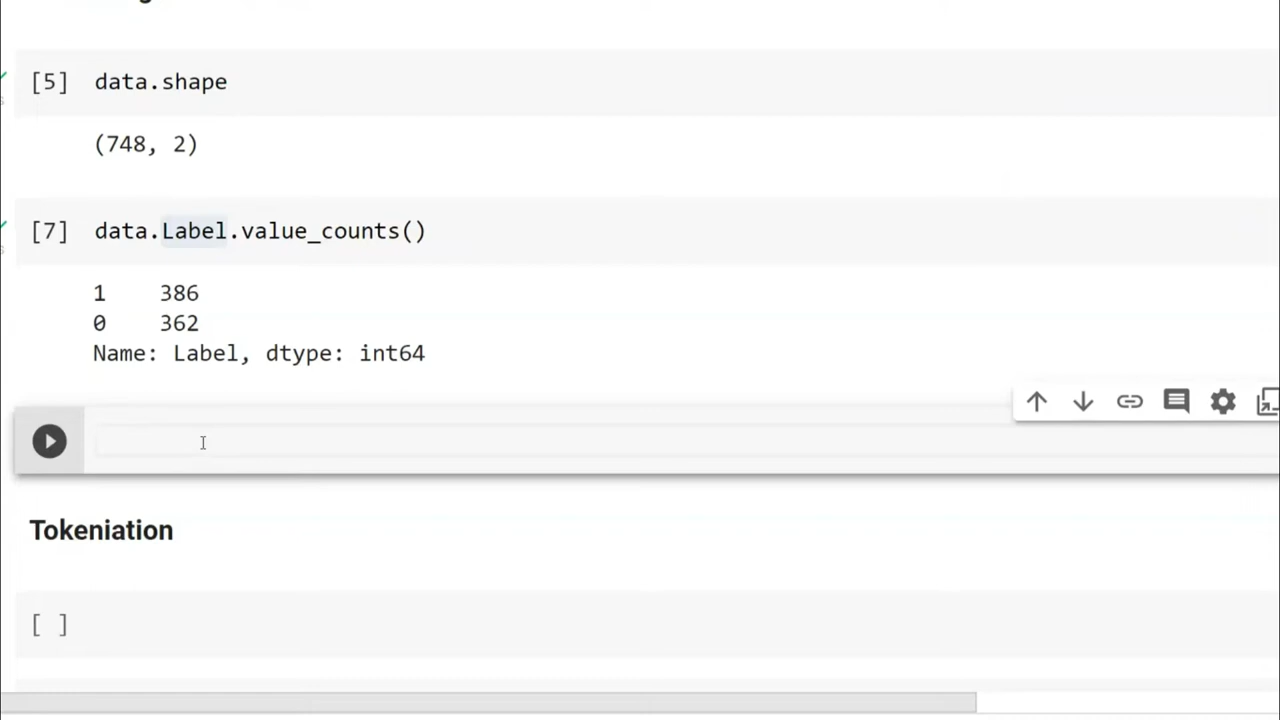 [5] data.shape
(748, 2)
[7] data.Label.value_counts()
1 386
0 362
Name: Label, dtype: int64
Tokeniation
[ ]